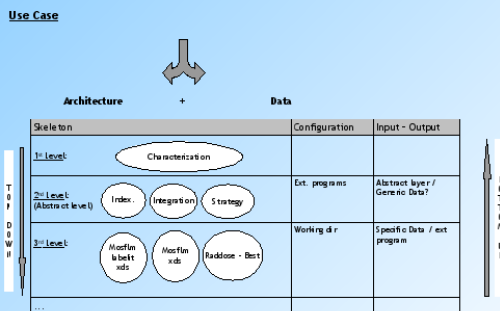 Use Case
Architecture + Data
Skeleton Configuration Input - Output
1st Level:
Characterization
2nd Level: Ext. programs Abstract layer /
(Abstract level) Index. Integration Strategy Generic Data?
3rd Level: Working dir Specific Data / ext
program
Mosflm
labelit
xds
Mosflm
xds
Raddose - Best
...
TOP DOWN